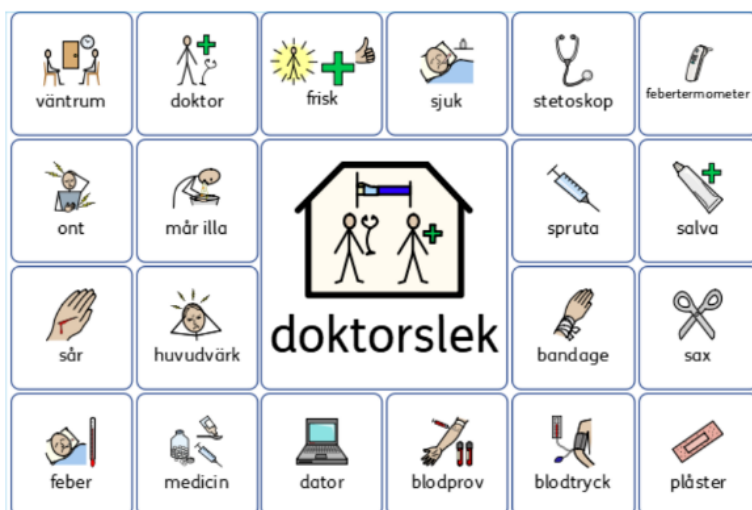 väntrum
doktor
frisk
sjuk
stetoskop
febertermometer
ont
mår illa
doktorslek
spruta
salva
sår
huvudvärk
bandage
sax
feber
medicin
dator
blodprov
blodtryck
plåster